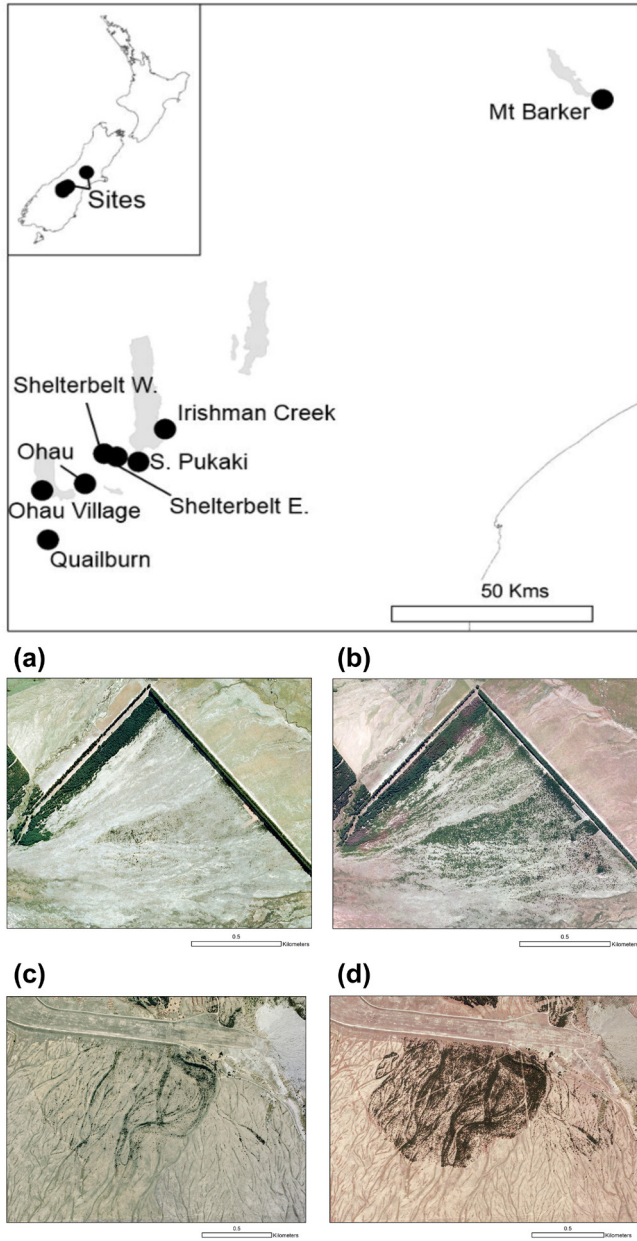 Sites
Mt Barker
Shelterbelt W.
Irishman Creek
Ohau
S. Pukaki
Shelterbelt E.
Ohau Village
Quailburn
50 Kms
(a)
(b)
0.5
Kilometers
0.5
Kilometers
(c)
(d)
0.5
Kilometers
0.5
Kilometers